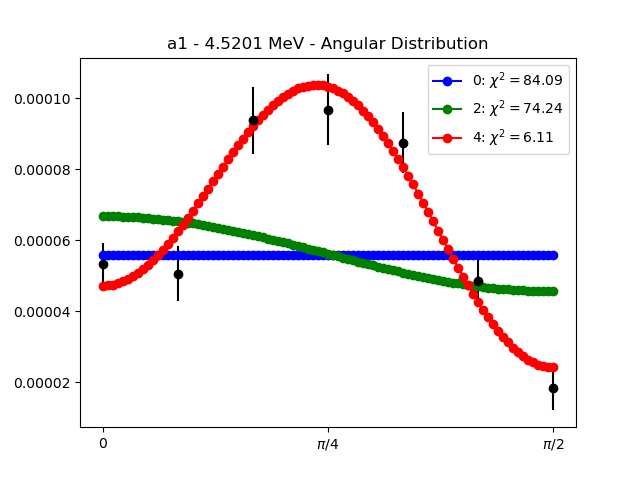 a1 - 4.5201 MeV - Angular Distribution
0: χ² = 84.09
2: χ² = 74.24
4: χ² = 6.11
0.00010
0.00008
0.00006
0.00004
0.00002
0 π/4 π/2